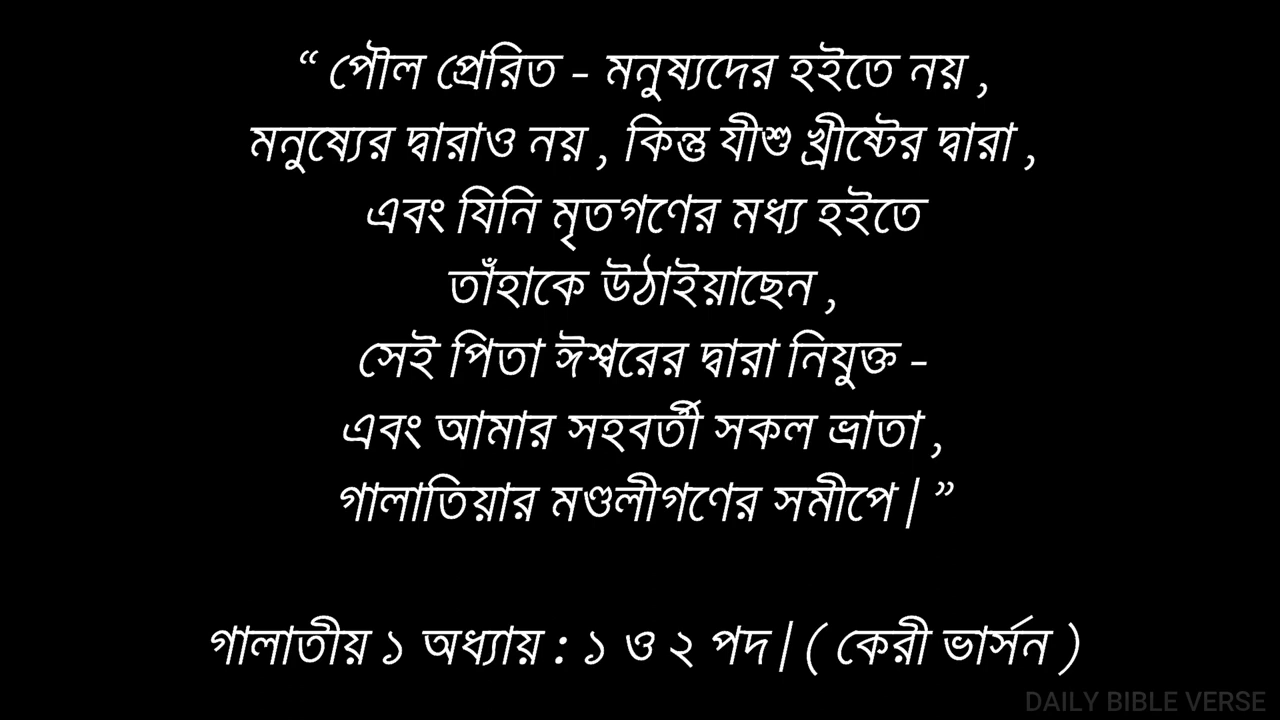 “ পৌল প্রেরিত - মনুষ্যদের হইতে নয় ,
মনুষ্যের দ্বারাও নয় , কিন্তু যীশু খ্রীষ্টের দ্বারা ,
এবং যিনি মৃতগণের মধ্য হইতে
তাঁহাকে উঠাইয়াছেন ,
সেই পিতা ঈশ্বরের দ্বারা নিযুক্ত -
এবং আমার সহবর্তী সকল ভ্রাতা ,
গালাতিয়ার মণ্ডলীগণের সমীপে | ”
গালাতীয় ১ অধ্যায় : ১ ও ২ পদ | ( কেরী ভার্সন )
DAILY BIBLE VERSE